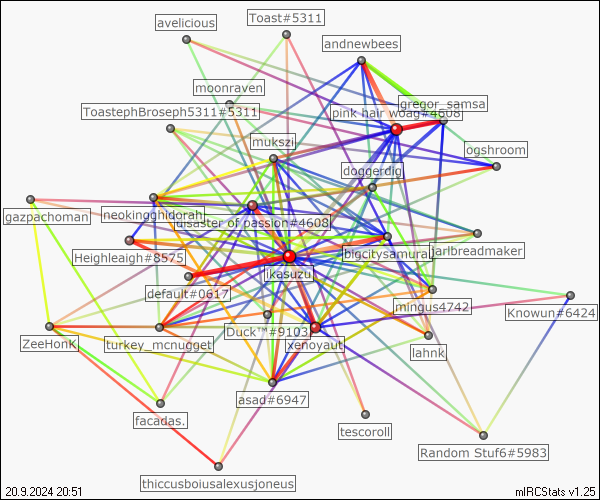 avelicious
Toast#5311
andnewbees
moonraven
gregor_samsa
ToastephBroseph5311#5311
pink hair woag#4608
mukszi
ogshroom
doggerdig
gazpachoman
neokingghidorah
disaster of passion#4608
Heighleaigh#8575
bigcitysamurai
jarlbreadmaker
ikasuzu
default#0617
mingus4742
Knowun#6424
ZeeHonK
turkey_mcnugget
Duck™#9103
xenoyaut
lahnk
asad#6947
facadas.
tescoroll
Random Stuf6#5983
thiccusboiusalexusjoneus
20.9.2024 20:51
mIRCStats v1.25